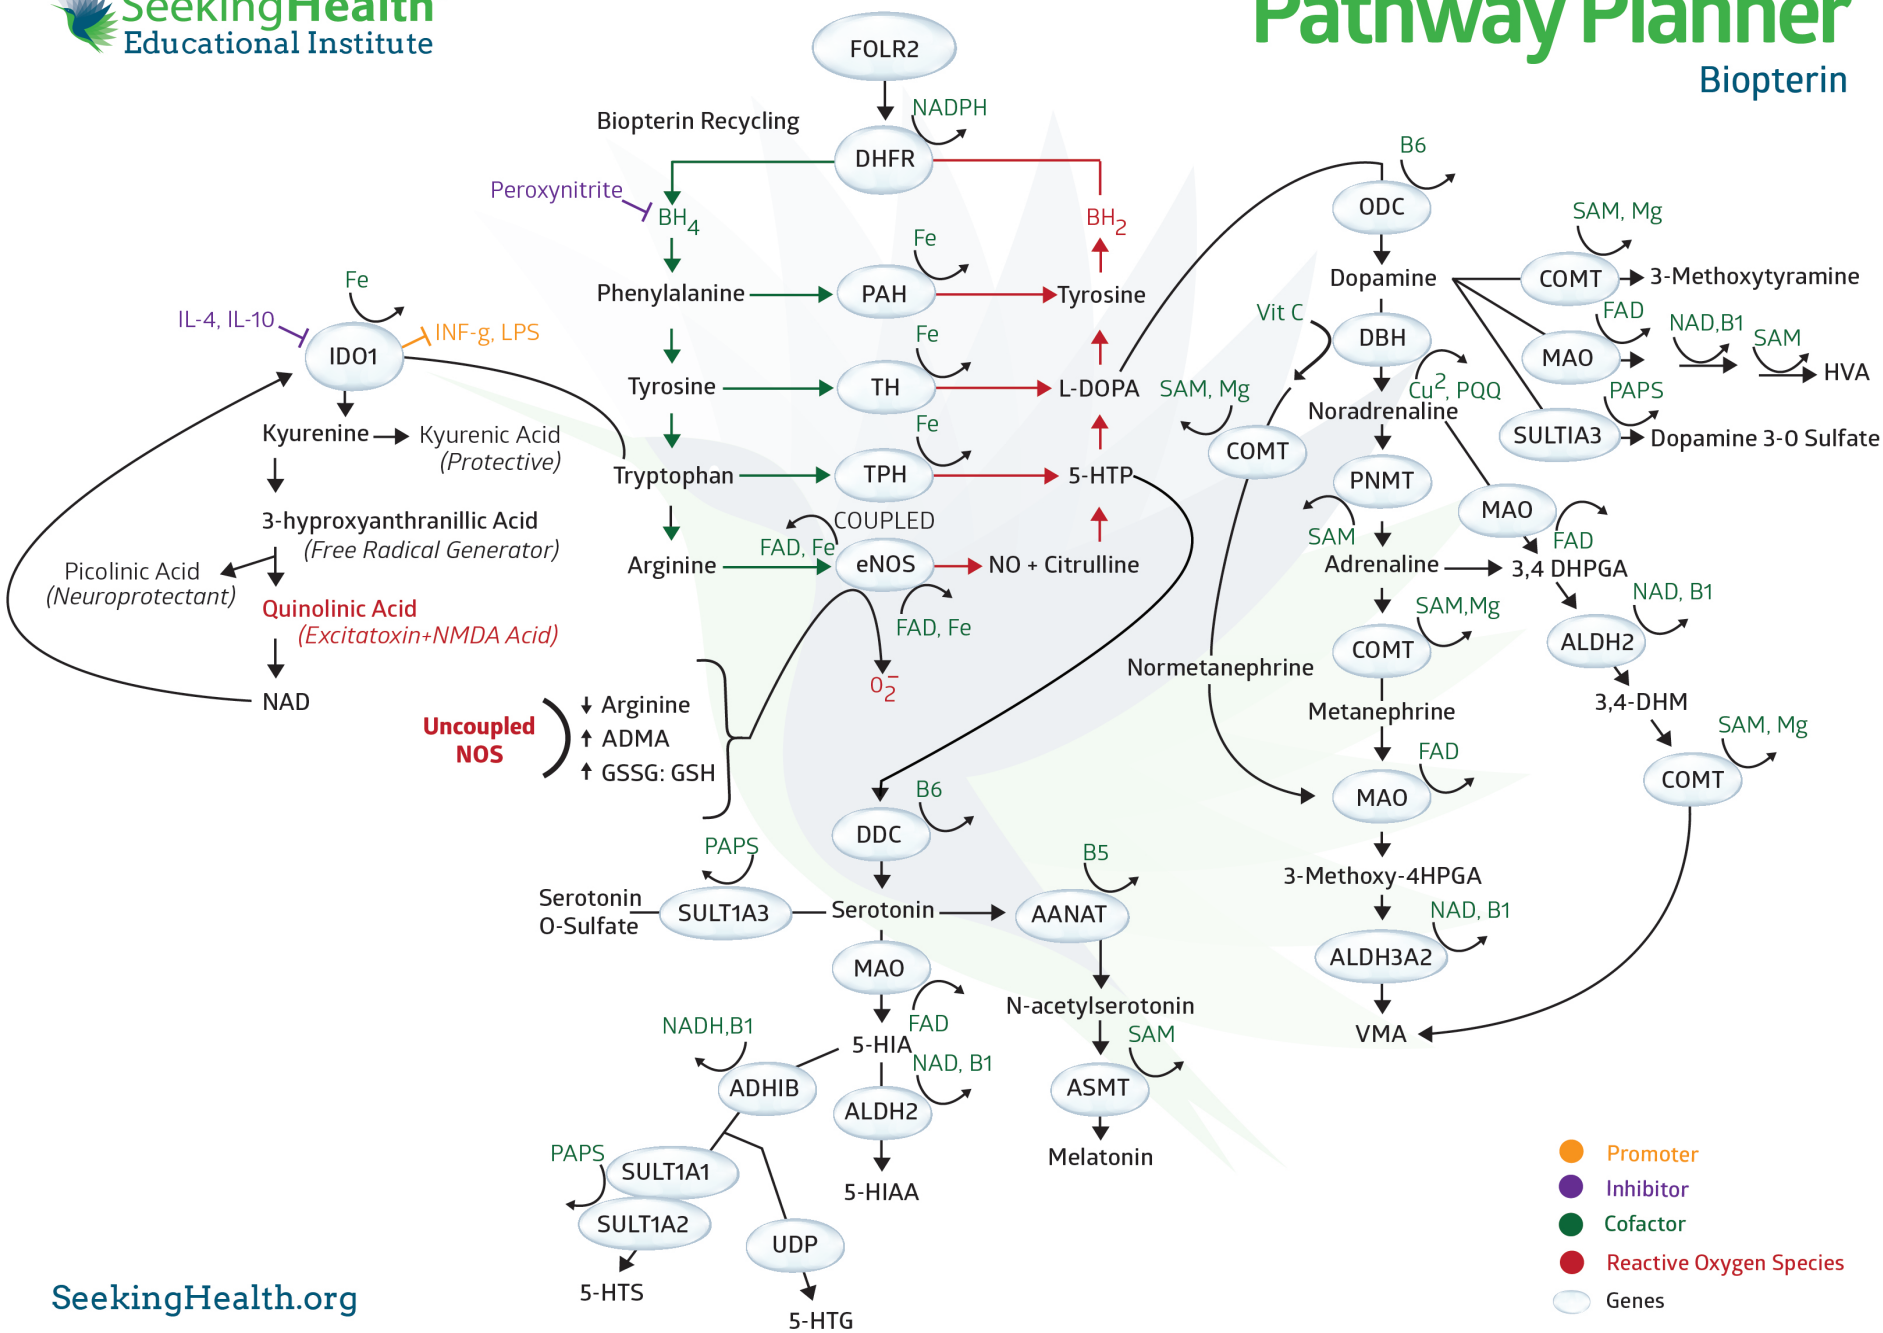 SeekingHealth
Educational Institute
Pathway Planner
Biopterin
FOLR2
NADPH
Biopterin Recycling
DHFR
Peroxynitrite
BH4
BH2
Fe
Phenylalanine
PAH
Tyrosine
Fe
Tyrosine
TH
L-DOPA
Fe
Tryptophan
TPH
5-HTP
COUPLED
FAD, Fe
Arginine
eNOS
NO + Citrulline
FAD, Fe
O2−
Fe
IL-4, IL-10
INF-g, LPS
IDO1
Kyurenine
Kyurenic Acid
(Protective)
3-hyproxyanthranillic Acid
(Free Radical Generator)
Picolinic Acid
(Neuroprotectant)
Quinolinic Acid
(Excitatoxin+NMDA Acid)
NAD
Uncoupled
NOS
Arginine
ADMA
GSSG: GSH
B6
ODC
Dopamine
SAM, Mg
COMT
3-Methoxytyramine
FAD
MAO
NAD,B1
SAM
HVA
PAPS
SULTIA3
Dopamine 3-0 Sulfate
Vit C
DBH
Cu2, PQQ
Noradrenaline
SAM, Mg
COMT
PNMT
SAM
MAO
FAD
Adrenaline
3,4 DHPGA
SAM,Mg
COMT
NAD, B1
ALDH2
Normetanephrine
Metanephrine
3,4-DHM
SAM, Mg
COMT
FAD
MAO
3-Methoxy-4HPGA
NAD, B1
ALDH3A2
VMA
B6
DDC
PAPS
Serotonin
O-Sulfate
SULT1A3
Serotonin
B5
AANAT
MAO
FAD
N-acetylserotonin
SAM
ASMT
Melatonin
NADH,B1
5-HIA
NAD, B1
ADHIB
ALDH2
5-HIAA
PAPS
SULT1A1
SULT1A2
UDP
5-HTS
5-HTG
Promoter
Inhibitor
Cofactor
Reactive Oxygen Species
Genes
SeekingHealth.org